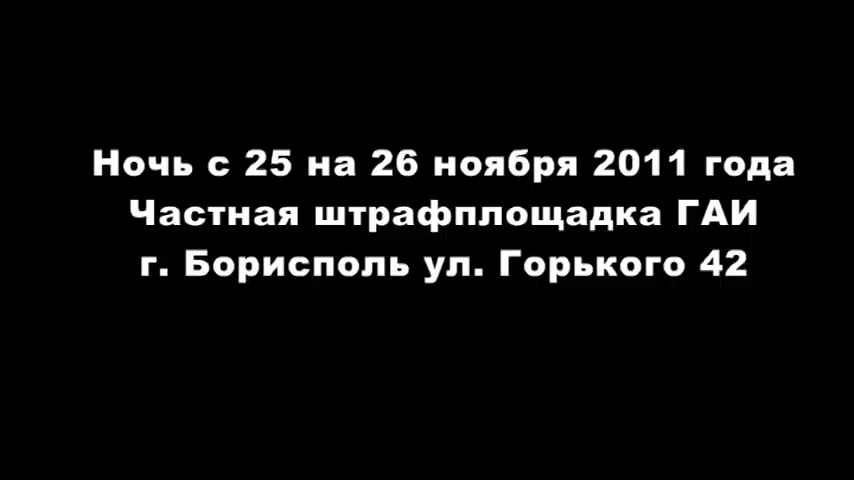 Ночь с 25 на 26 ноября 2011 года
Частная штрафплощадка ГАИ
г. Борисполь ул. Горького 42